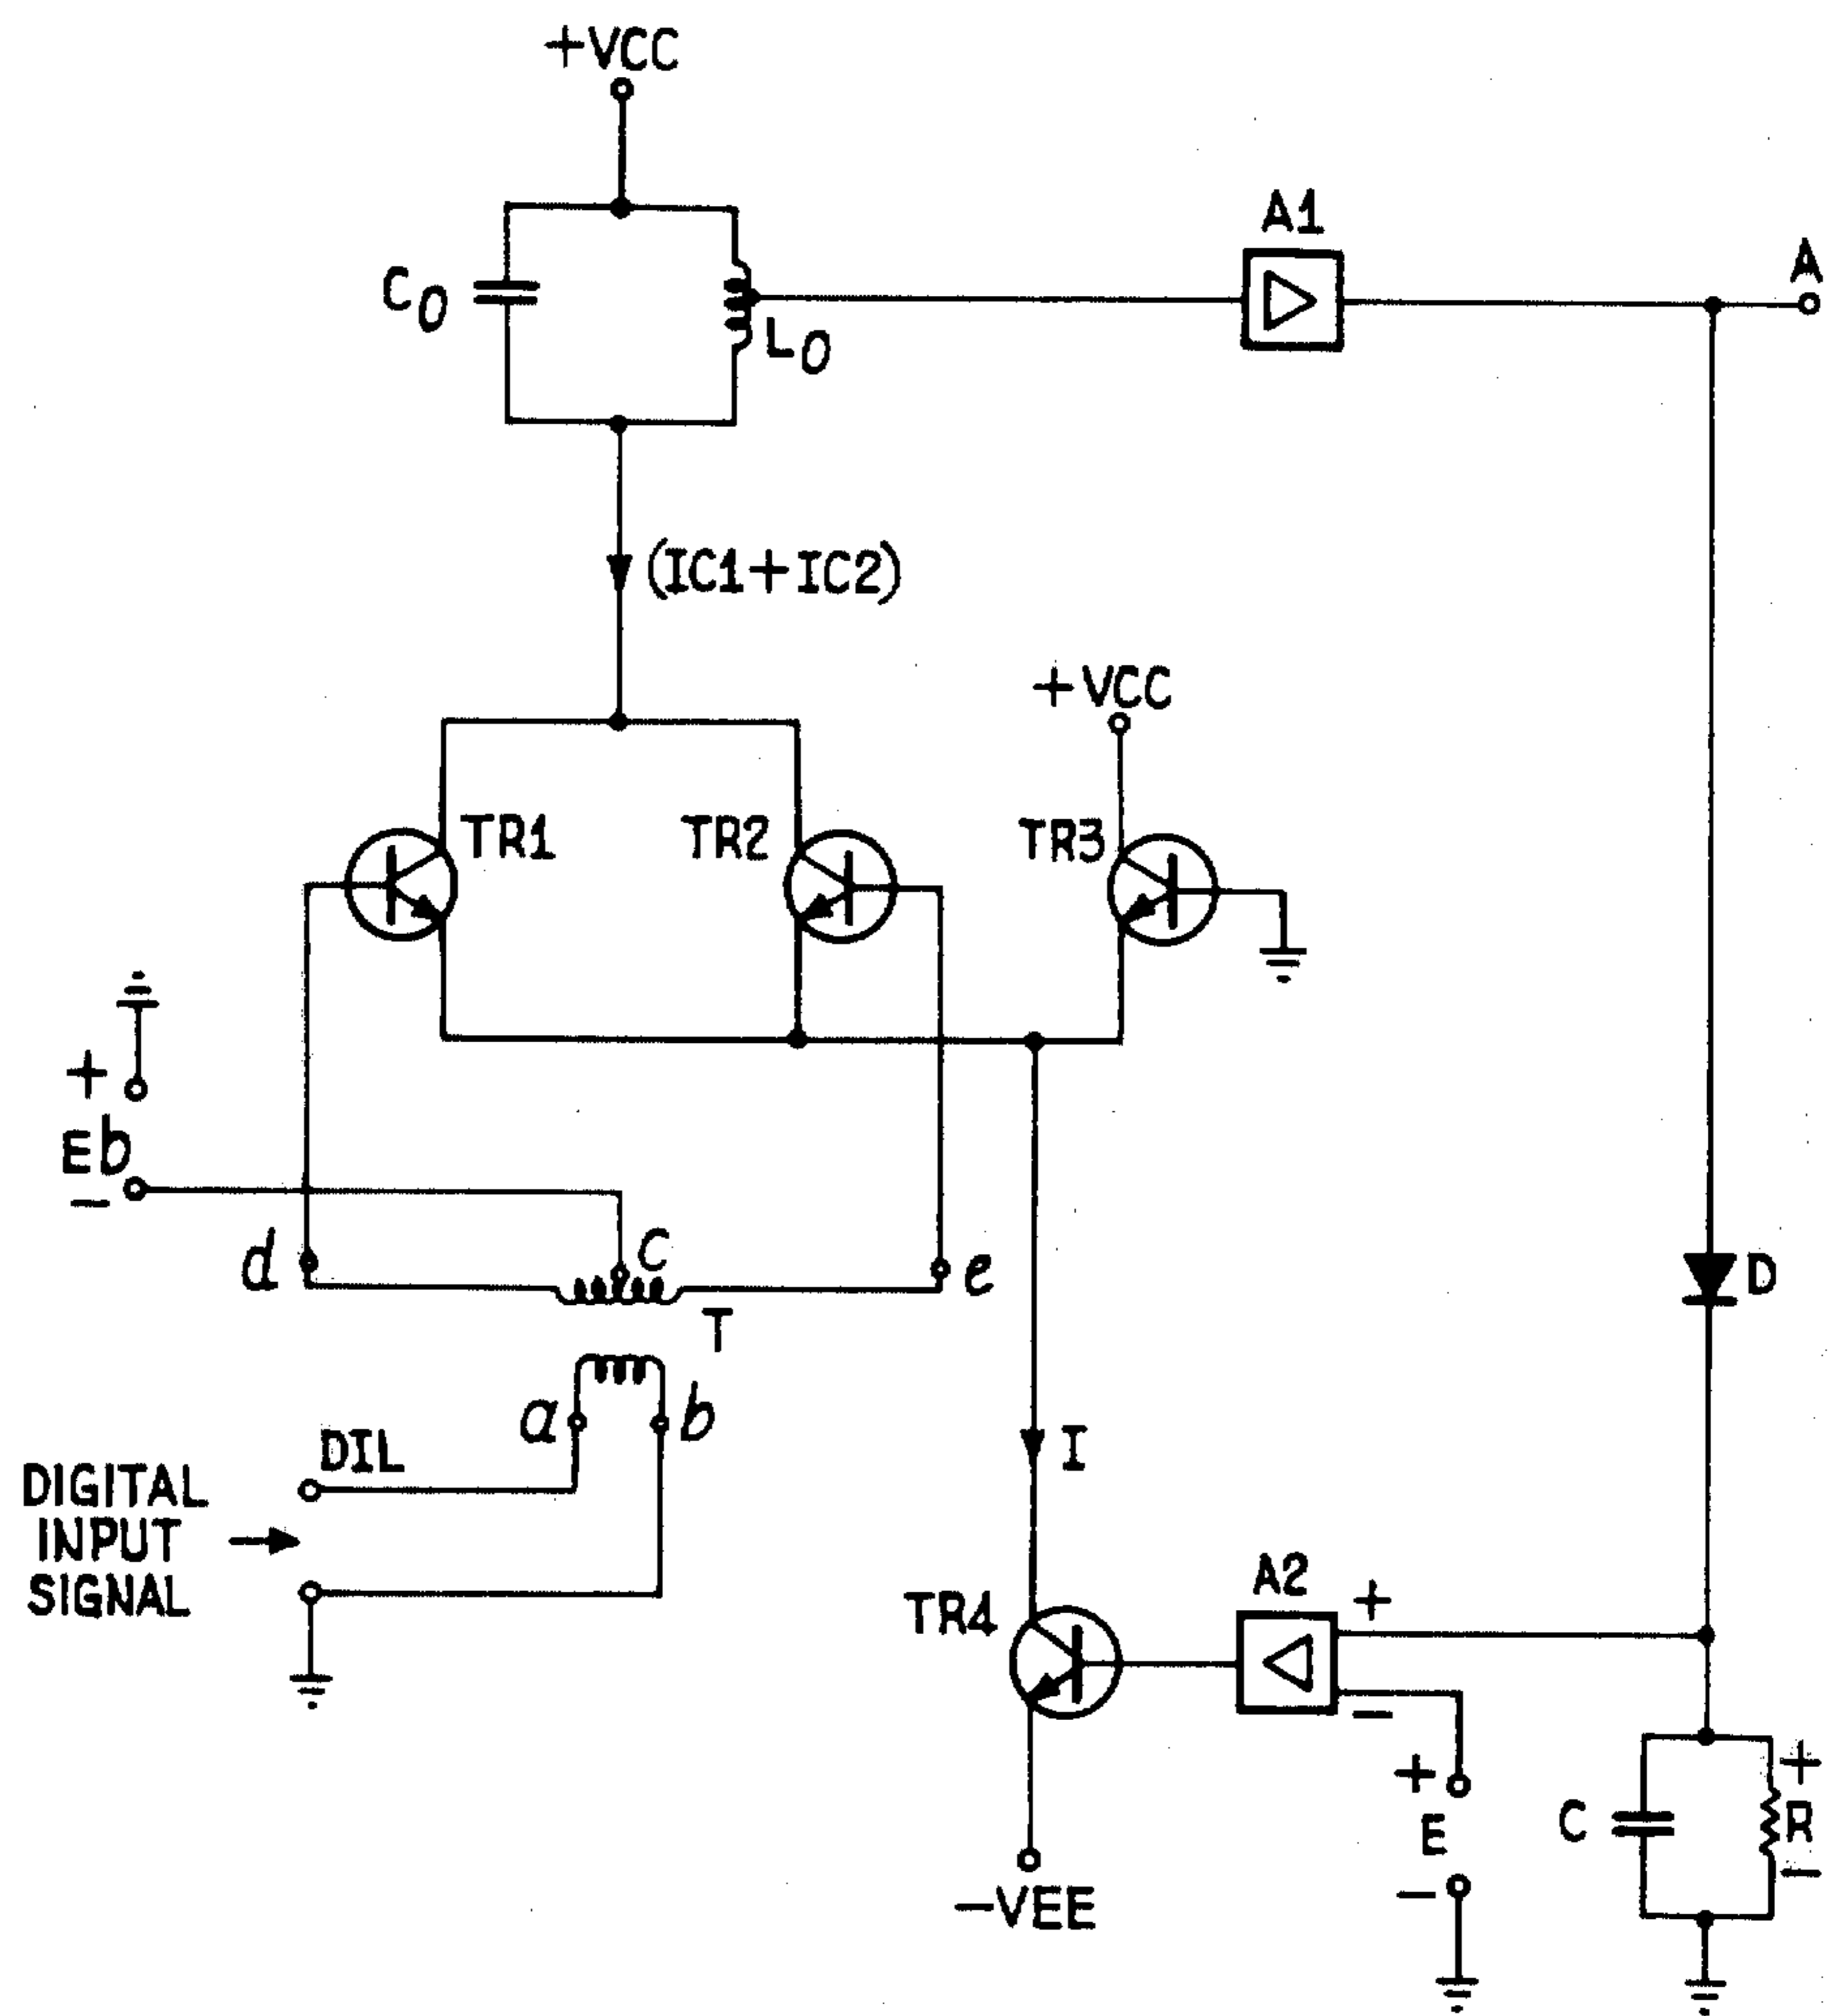 +VCC
A1
A
C0
L0
(IC1+IC2)
+VCC
TR1
TR2
TR3
+
Eb
-
d
C
e
T
a
b
DIL
DIGITAL
INPUT
SIGNAL
I
D
TR4
A2
+
-
+
E
-
C
+
R
-
-VEE